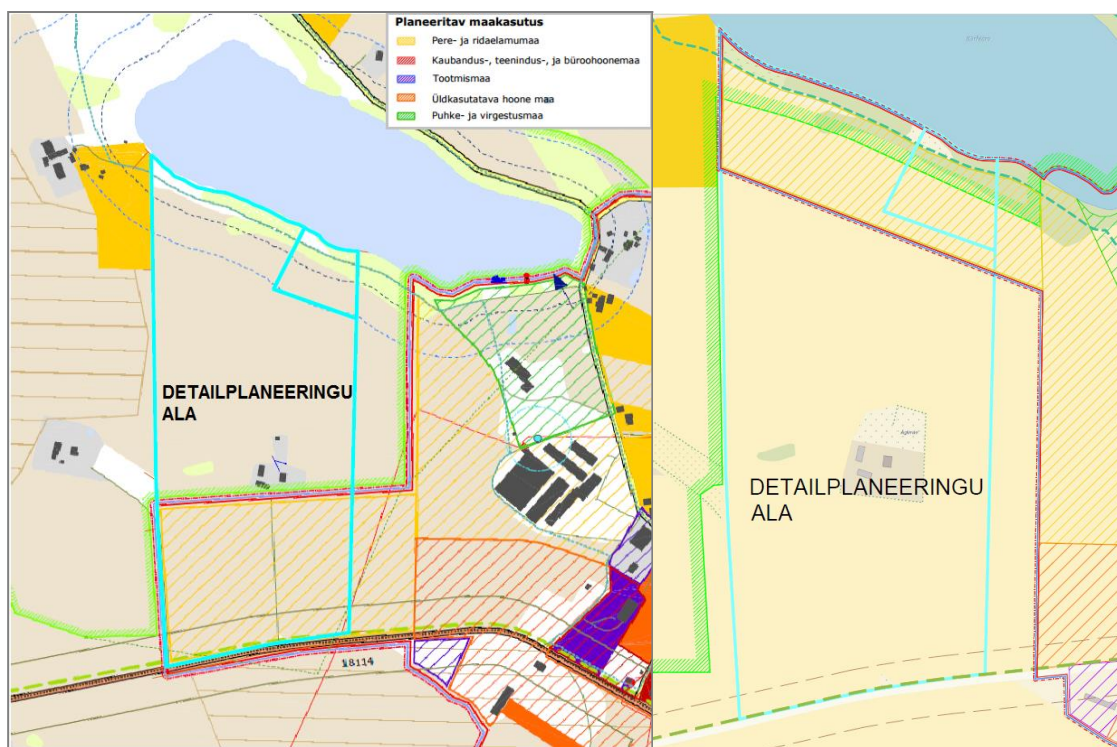 Planeeritav maakasutus
Pere- ja ridaelamumaa
Kaubandus-, teenindus-, ja büroohoonemaa
Tootmismaa
Üldkasutatava hoone maa
Puhke- ja virgestusmaa
DETAILPLANEERINGU
ALA
18114
DETAILPLANEERINGU
ALA